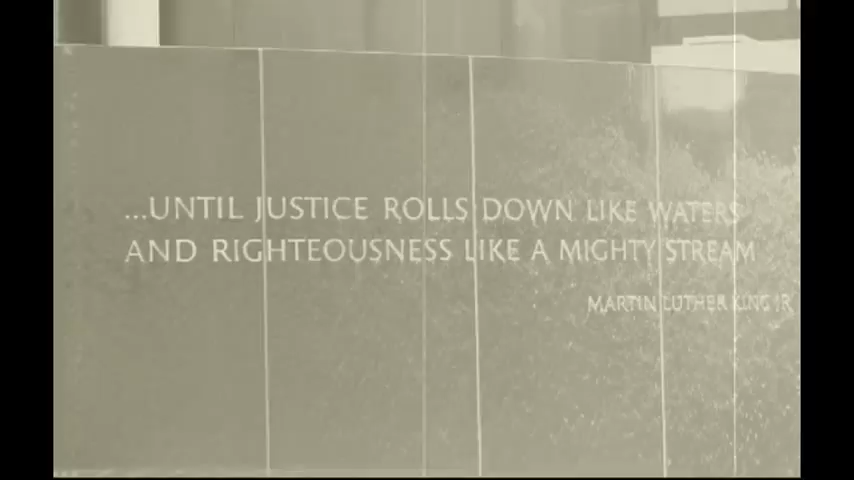 ...UNTIL JUSTICE ROLLS DOWN LIKE WATERS
AND RIGHTEOUSNESS LIKE A MIGHTY STREAM
MARTIN LUTHER KING JR